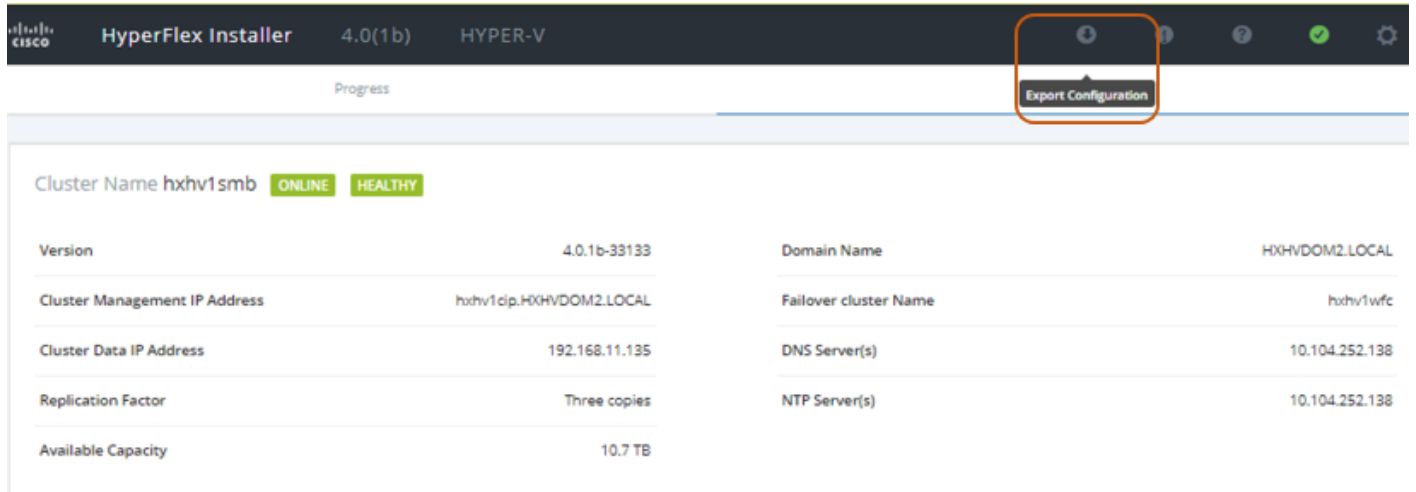 CISCO HyperFlex Installer 4.0(1b) HYPER-V
Progress
Export Configuration
Cluster Name hxhv1smb ONLINE HEALTHY
Version 4.0.1b-33133 Domain Name HXHVDOM2.LOCAL
Cluster Management IP Address hxhv1cip.HXHVDOM2.LOCAL Failover cluster Name hxhv1wfc
Cluster Data IP Address 192.168.11.135 DNS Server(s) 10.104.252.138
Replication Factor Three copies NTP Server(s) 10.104.252.138
Available Capacity 10.7 TB